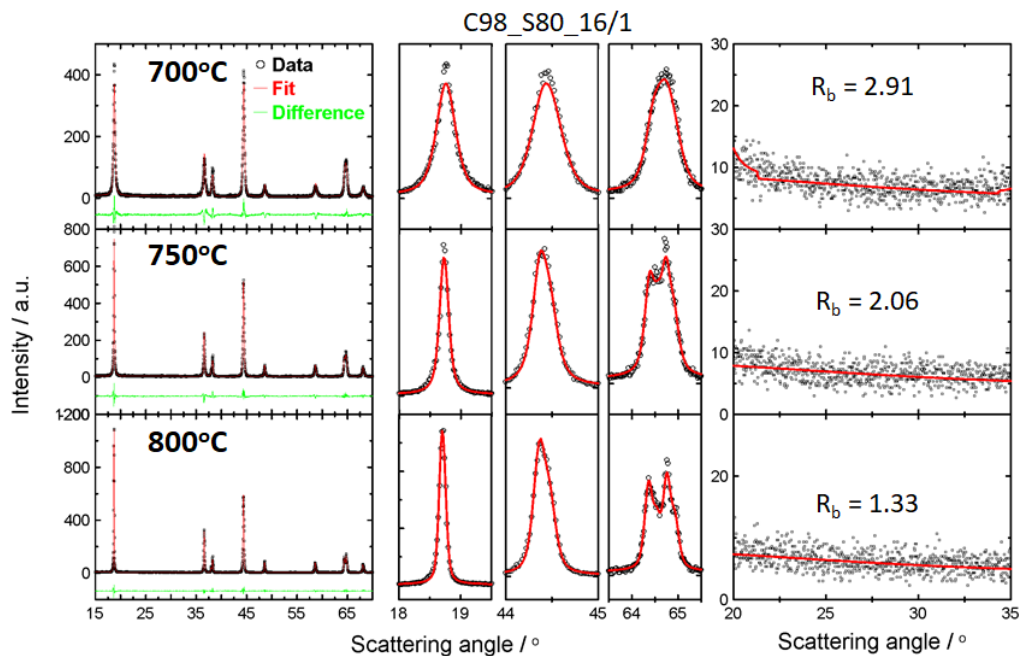 C98_S80_16/1
700°C
Data
Fit
Difference
400
200
0
R_b = 2.91
30
20
10
0
750°C
800
600
400
200
0
R_b = 2.06
30
20
10
0
800°C
1200
1000
800
600
400
200
0
R_b = 1.33
20
0
15 25 35 45 55 65
18 19
44 45
64 65
20 25 30 35
Intensity / a.u.
Scattering angle / °
Scattering angle / °